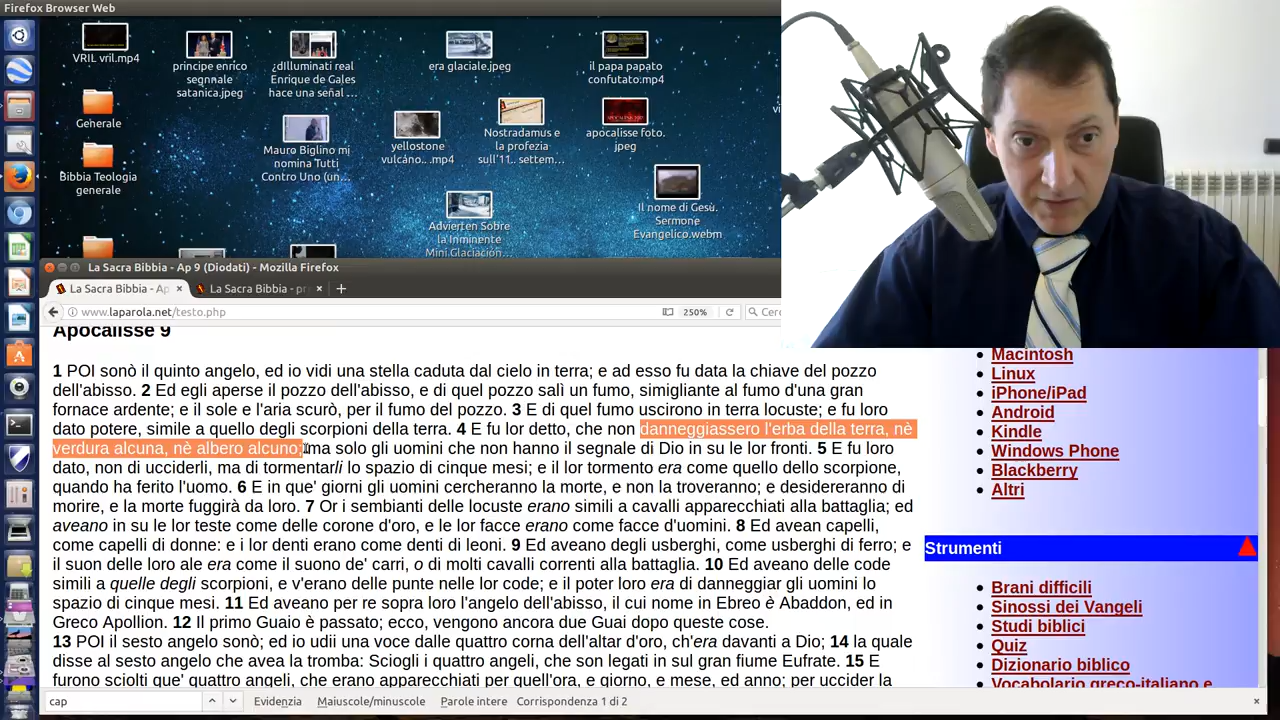 Firefox Browser Web
VRIL vril.mp4
principe enrico
segnnale
satanica.jpeg
¿dIlluminati real
Enrique de Gales
hace una señal ...
era glaciale.jpeg
il papa papato
confutato:mp4
Generale
Bibbia Teologia
generale
Mauro Biglino mj
nomina Tutti
Contro Uno (un...
yellostone
vulcáno.. .mp4
Nostradamus e
la profezia
sull'11. settem...
apocalisse foto.
jpeg
Advierten Sobre
la Inminente
Mini.Glaciacion...
Il nome di Gesù.
Sermone
Evangelico.webm
La Sacra Bibbia - Ap 9 (Diodati) - Mozilla Firefox
La Sacra Bibbia - Ap ×
La Sacra Bibbia - pr ×
+
www.laparola.net/testo.php
250%
Cer
Apocalisse 9
1 POI sonò il quinto angelo, ed io vidi una stella caduta dal cielo in terra; e ad esso fu data la chiave del pozzo
dell'abisso. 2 Ed egli aperse il pozzo dell'abisso, e di quel pozzo salì un fumo, simigliante al fumo d'una gran
fornace ardente; e il sole e l'aria scurò, per il fumo del pozzo. 3 E di quel fumo uscirono in terra locuste; e fu loro
dato potere, simile a quello degli scorpioni della terra. 4 E fu lor detto, che non danneggiassero l'erba della terra, nè
verdura alcuna, nè albero alcuno; ma solo gli uomini che non hanno il segnale di Dio in su le lor fronti. 5 E fu loro
dato, non di ucciderli, ma di tormentarli lo spazio di cinque mesi; e il lor tormento era come quello dello scorpione,
quando ha ferito l'uomo. 6 E in que' giorni gli uomini cercheranno la morte, e non la troveranno; e desidereranno di
morire, e la morte fuggirà da loro. 7 Or i sembianti delle locuste erano simili a cavalli apparecchiati alla battaglia; ed
aveano in su le lor teste come delle corone d'oro, e le lor facce erano come facce d'uomini. 8 Ed avean capelli,
come capelli di donne: e i lor denti erano come denti di leoni. 9 Ed aveano degli usberghi, come usberghi di ferro; e
il suon delle loro ale era come il suono de' carri, o di molti cavalli correnti alla battaglia. 10 Ed aveano delle code
simili a quelle degli scorpioni, e v'erano delle punte nelle lor code; e il poter loro era di danneggiar gli uomini lo
spazio di cinque mesi. 11 Ed aveano per re sopra loro l'angelo dell'abisso, il cui nome in Ebreo è Abaddon, ed in
Greco Apollion. 12 Il primo Guaio è passato; ecco, vengono ancora due Guai dopo queste cose.
13 POI il sesto angelo sonò; ed io udii una voce dalle quattro corna dell'altar d'oro, ch'era davanti a Dio; 14 la quale
disse al sesto angelo che avea la tromba: Sciogli i quattro angeli, che son legati in sul gran fiume Eufrate. 15 E
furono sciolti que' quattro angeli, che erano apparecchiati per quell'ora, e giorno, e mese, ed anno; per uccider la
Macintosh
Linux
iPhone/iPad
Android
Kindle
Windows Phone
Blackberry
Altri
Strumenti
Brani difficili
Sinossi dei Vangeli
Studi biblici
Quiz
Dizionario biblico
Vocabolario greco-italiano e
cap
Evidenzia
Maiuscole/minuscole
Parole intere
Corrispondenza 1 di 2